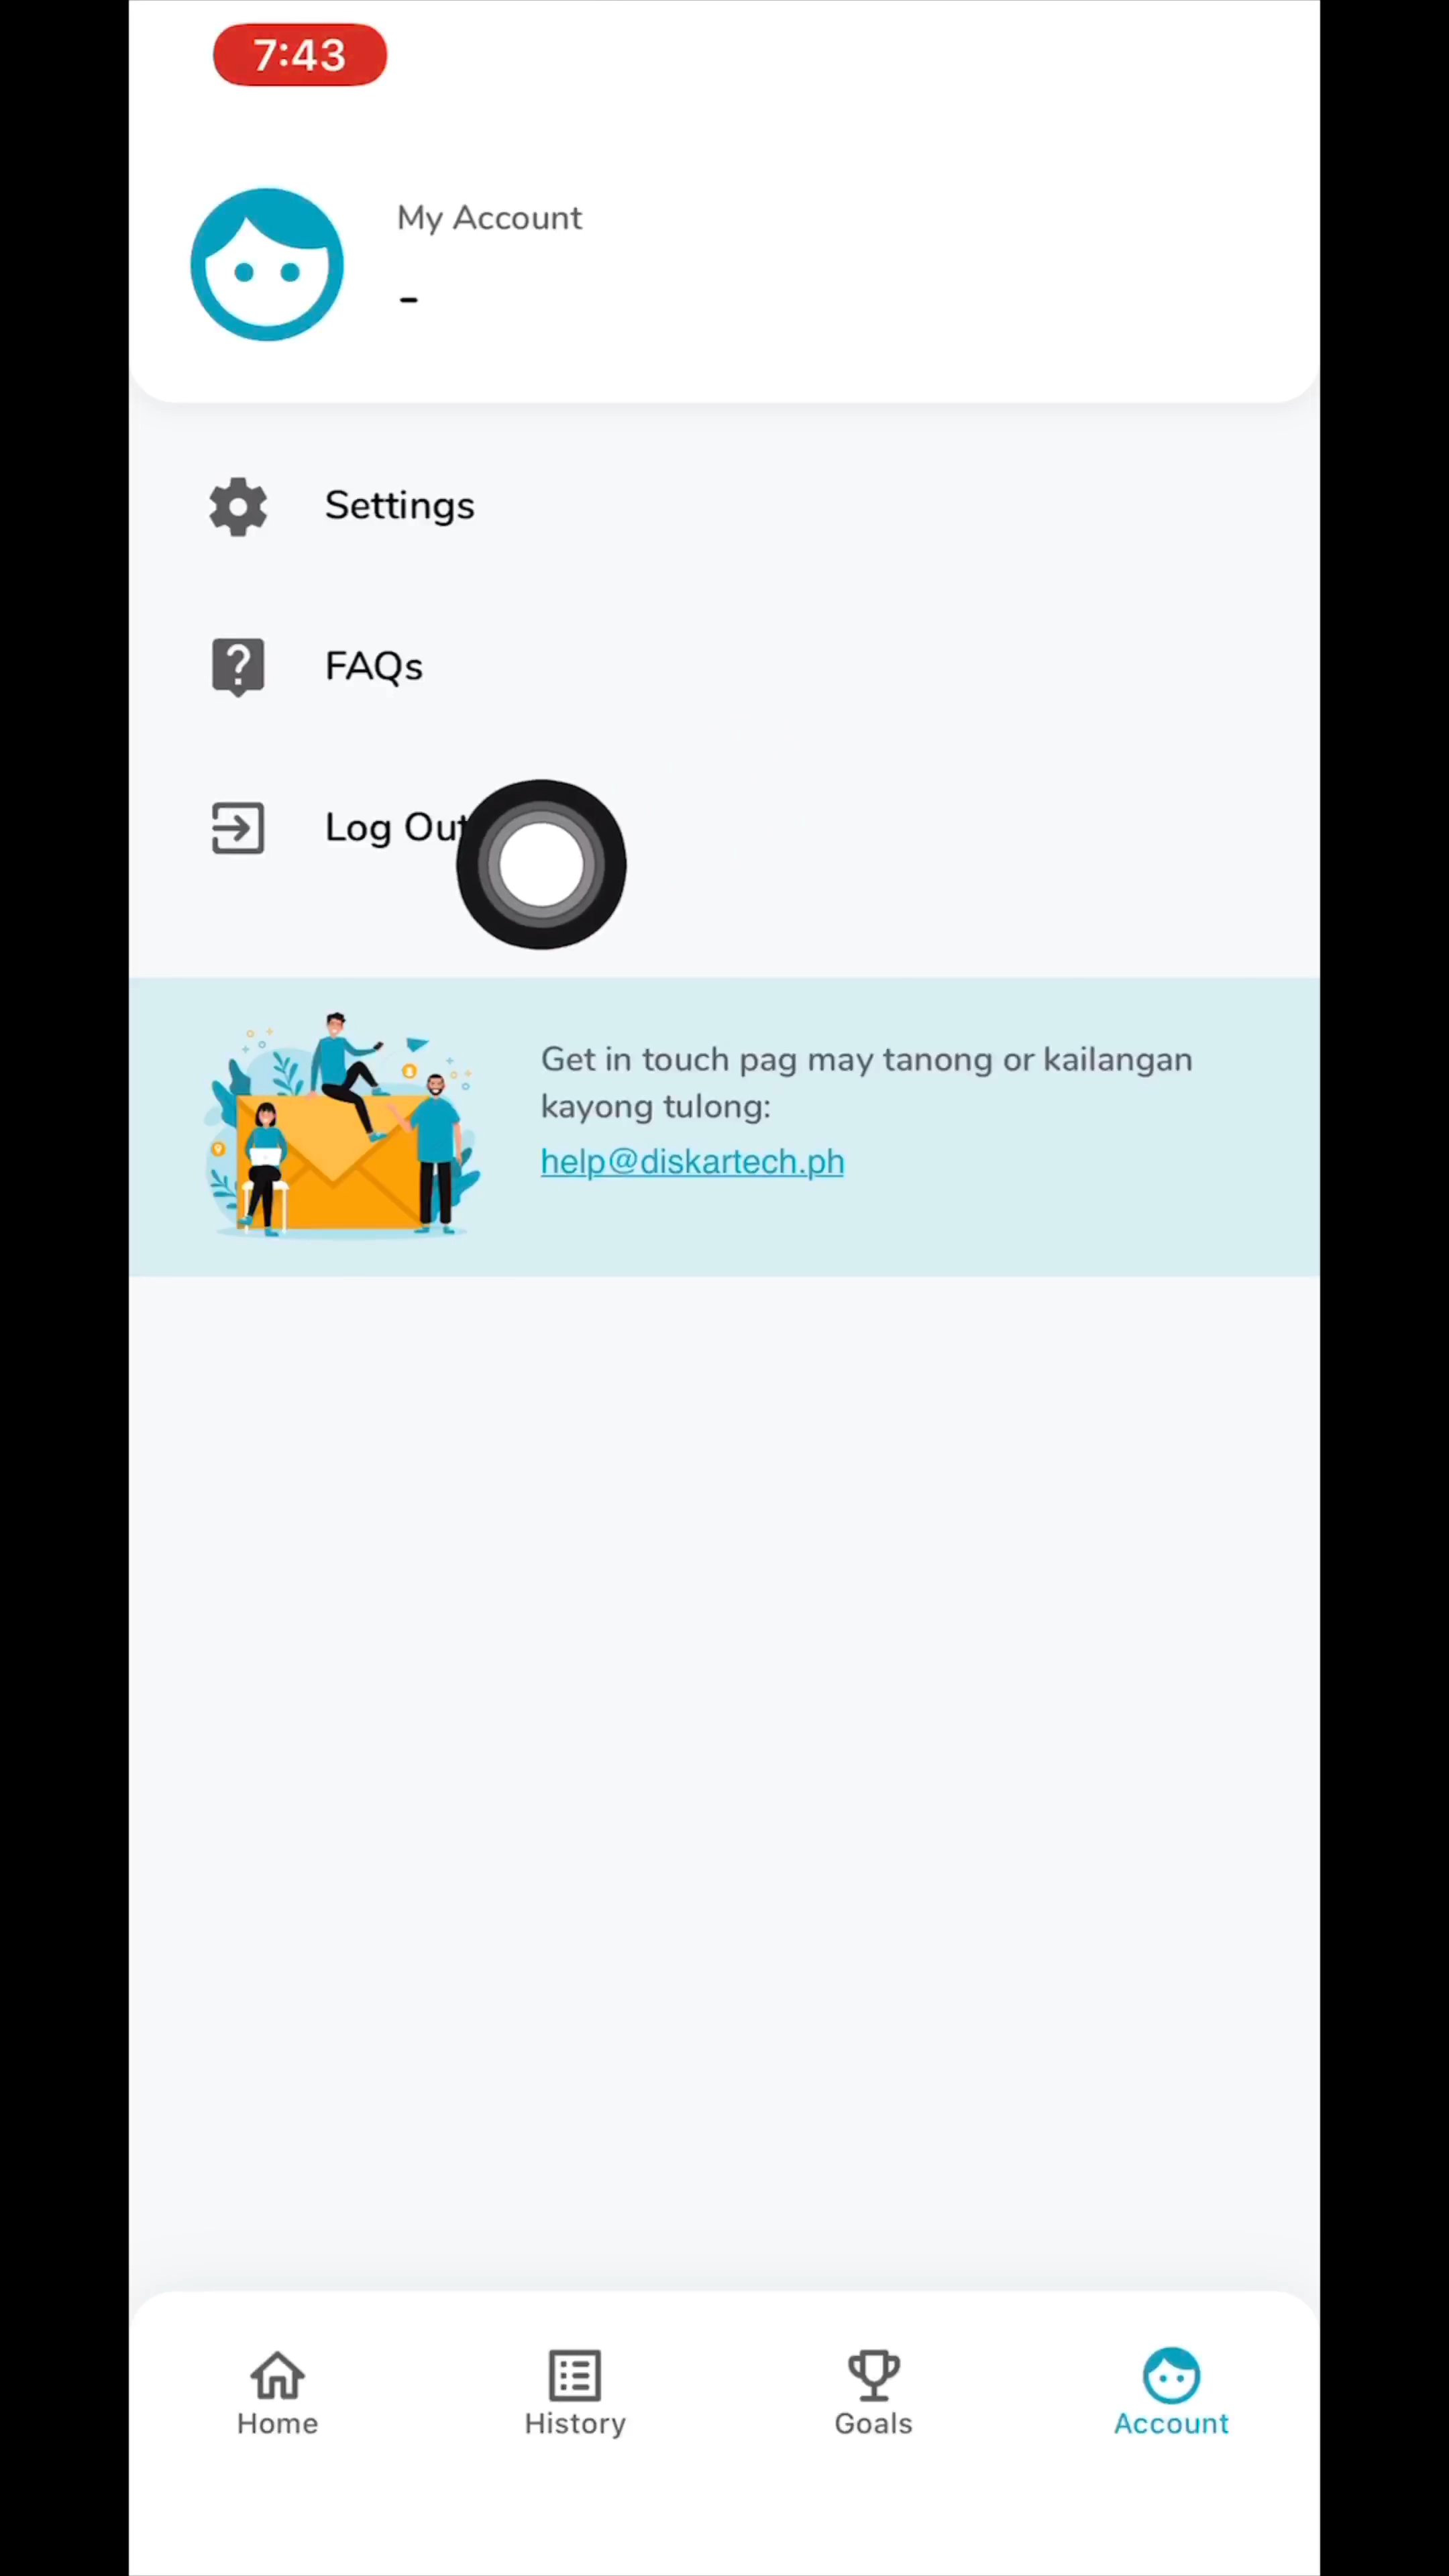 7:43
My Account
-
Settings
FAQs
Log Out
Get in touch pag may tanong or kailangan
kayong tulong:
help@diskartech.ph
Home
History
Goals
Account